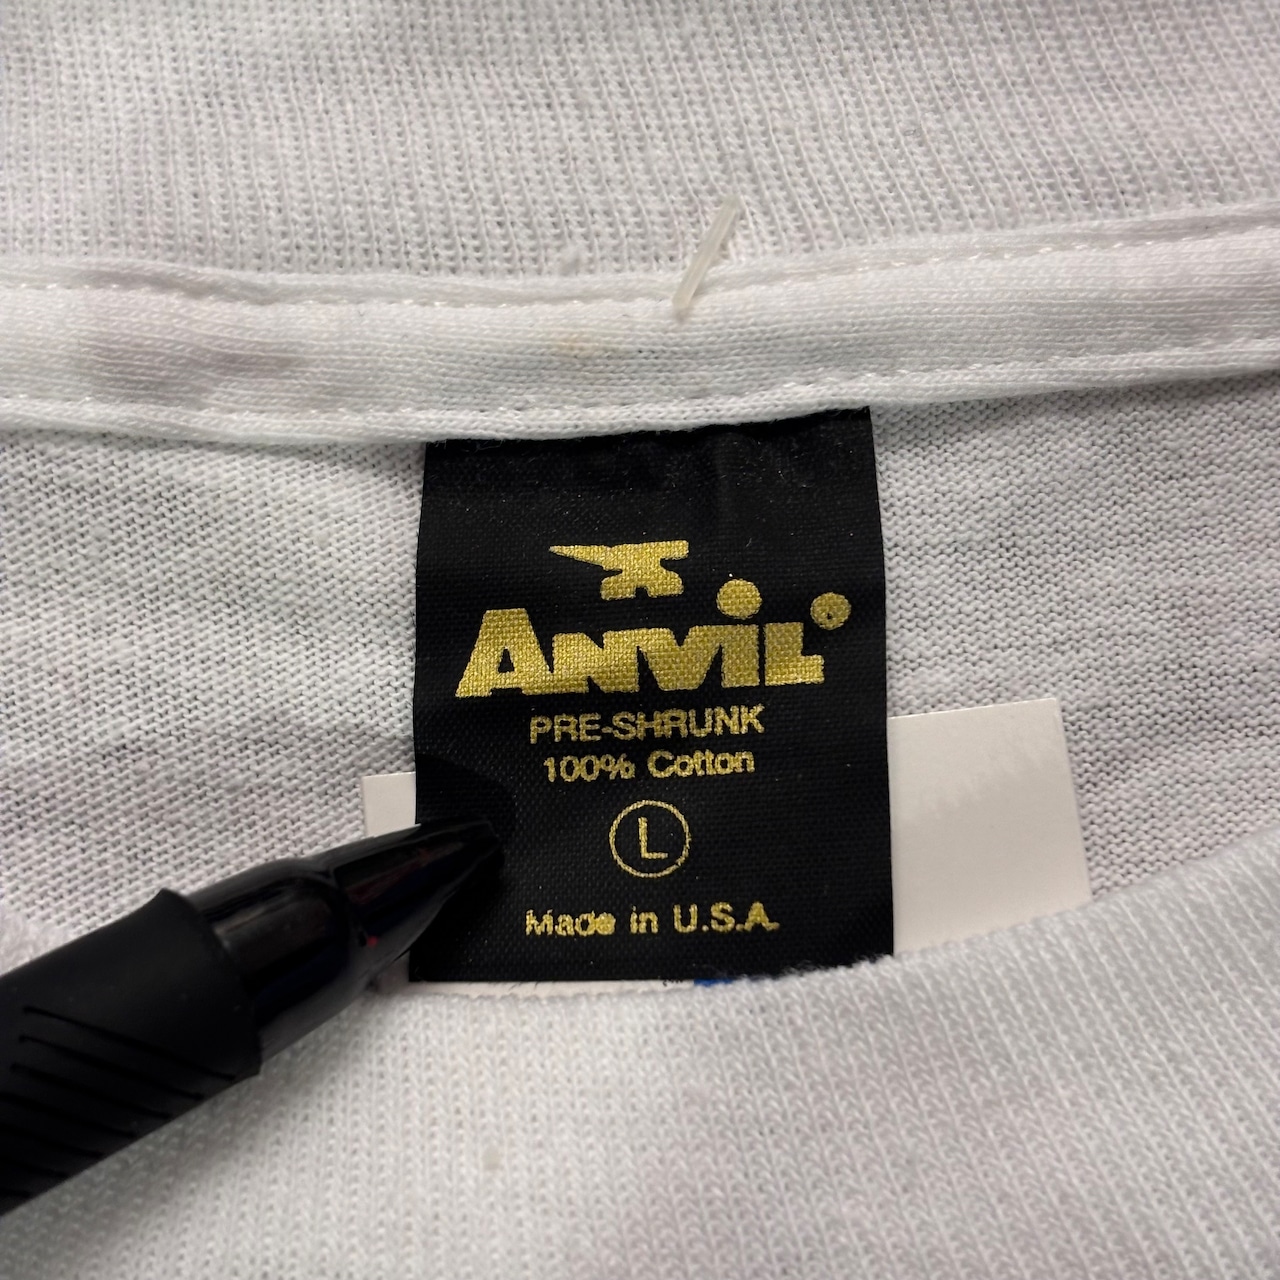 ANViL®
PRE-SHRUNK
100% Cotton
L
Made in U.S.A.